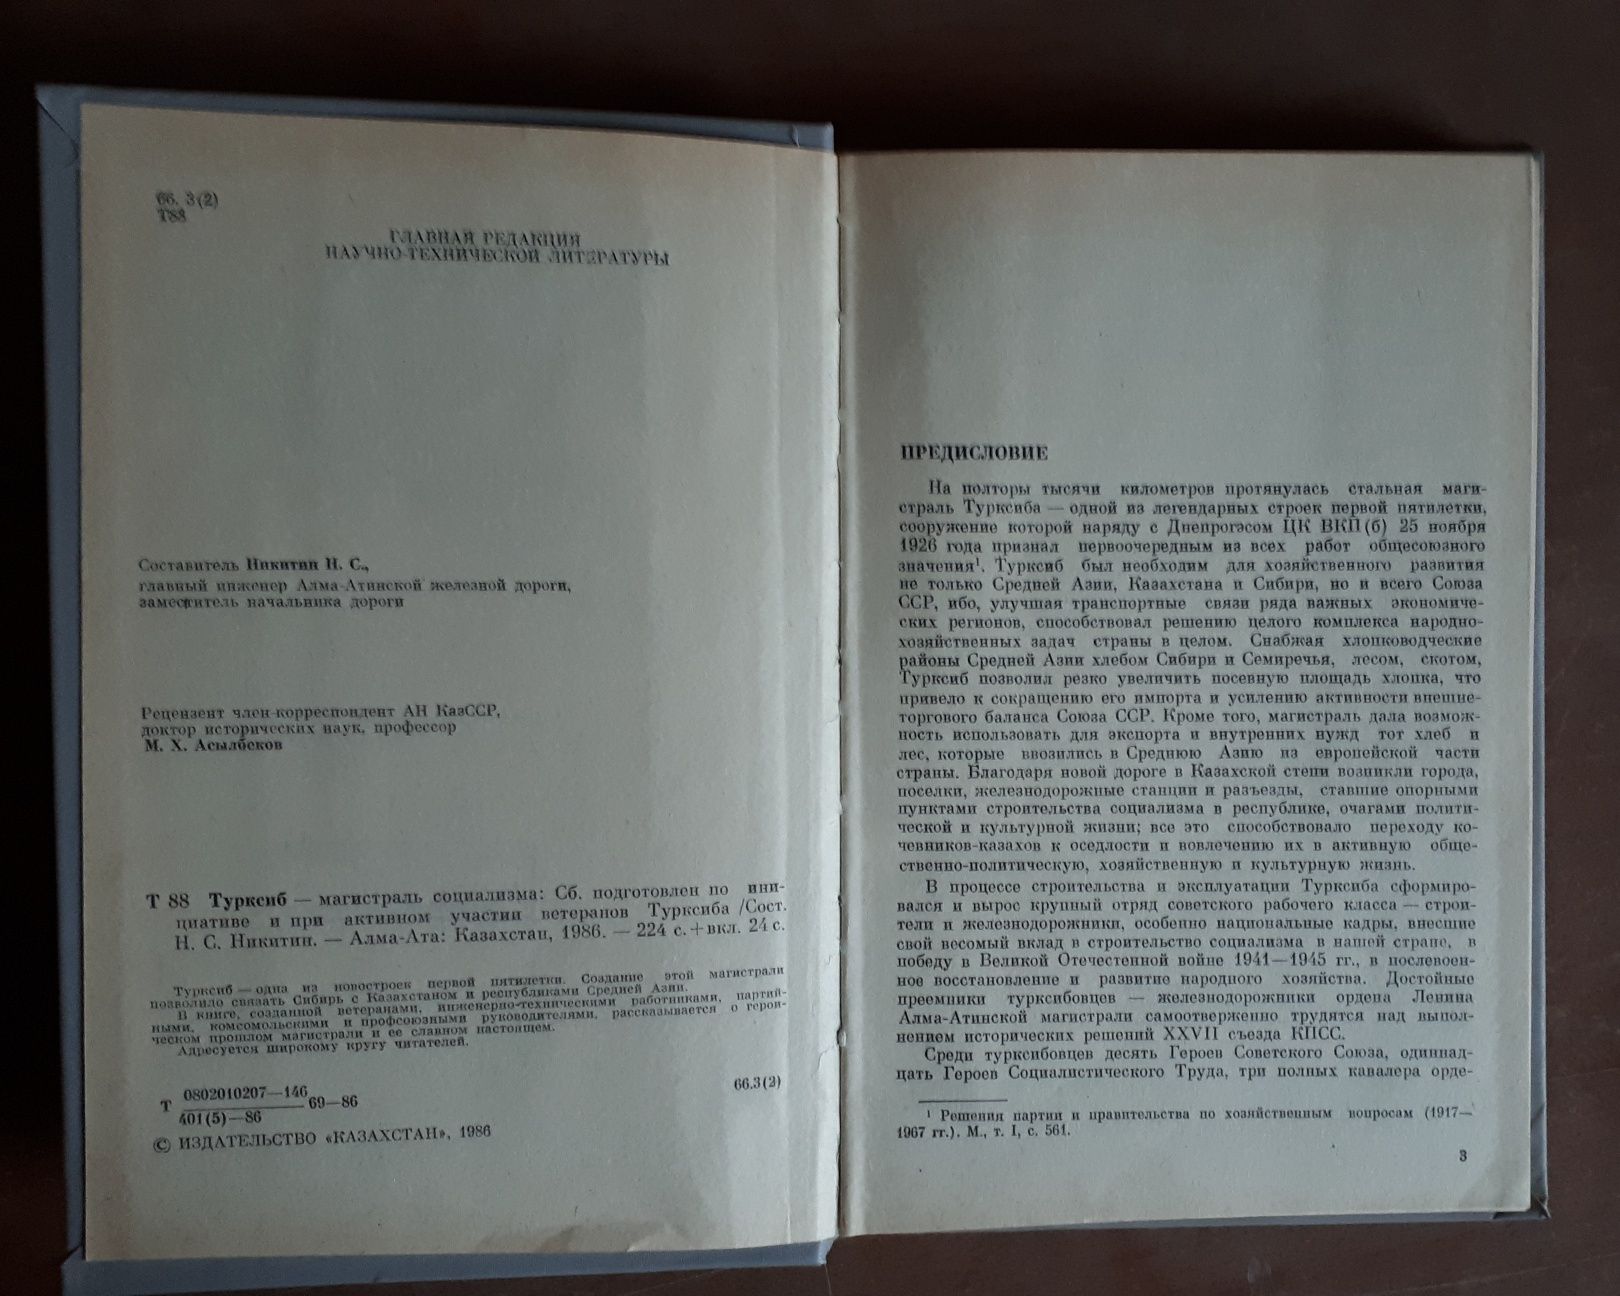 66. 3(2)
Т88
ГЛАВНАЯ РЕДАКЦИЯ
НАУЧНО-ТЕХНИЧЕСКОЙ ЛИТЕРАТУРЫ
Составитель Никитин Н. С.,
главный инженер Алма-Атинской железной дороги,
заместитель начальника дороги
Рецензент член-корреспондент АН КазССР,
доктор исторических наук, профессор
М. Х. Асылбеков
Т 88 Турксиб — магистраль социализма: Сб. подготовлен по ини-
циативе и при активном участии ветеранов Турксиба /Сост.
Н. С. Никитин. — Алма-Ата: Казахстан, 1986. — 224 с.+вкл. 24 с.
Турксиб — одна из новостроек первой пятилетки. Создание этой магистрали
позволило связать Сибирь с Казахстаном и республиками Средней Азии.
В книге, созданной ветеранами, инженерно-техническими работниками, партий-
ными, комсомольскими и профсоюзными руководителями, рассказывается о герои-
ческом прошлом магистрали и ее славном настоящем.
Адресуется широкому кругу читателей.
Т 0802010207—146 69—86 66.3(2)
401(5)—86
© ИЗДАТЕЛЬСТВО «КАЗАХСТАН», 1986
ПРЕДИСЛОВИЕ
На полторы тысячи километров протянулась стальная маги-
страль Турксиба — одной из легендарных строек первой пятилетки,
сооружение которой наряду с Днепрогэсом ЦК ВКП(б) 25 ноября
1926 года признал первоочередным из всех работ общесоюзного
значения¹. Турксиб был необходим для хозяйственного развития
не только Средней Азии, Казахстана и Сибири, но и всего Союза
ССР, ибо, улучшая транспортные связи ряда важных экономиче-
ских регионов, способствовал решению целого комплекса народно-
хозяйственных задач страны в целом. Снабжая хлопководческие
районы Средней Азии хлебом Сибири и Семиречья, лесом, скотом,
Турксиб позволил резко увеличить посевную площадь хлопка, что
привело к сокращению его импорта и усилению активности внешне-
торгового баланса Союза ССР. Кроме того, магистраль дала возмож-
ность использовать для экспорта и внутренних нужд тот хлеб и
лес, которые ввозились в Среднюю Азию из европейской части
страны. Благодаря новой дороге в Казахской степи возникли города,
поселки, железнодорожные станции и разъезды, ставшие опорными
пунктами строительства социализма в республике, очагами полити-
ческой и культурной жизни; все это способствовало переходу ко-
чевников-казахов к оседлости и вовлечению их в активную обще-
ственно-политическую, хозяйственную и культурную жизнь.
В процессе строительства и эксплуатации Турксиба сформиро-
вался и вырос крупный отряд советского рабочего класса — строи-
тели и железнодорожники, особенно национальные кадры, внесшие
свой весомый вклад в строительство социализма в нашей стране, в
победу в Великой Отечественной войне 1941—1945 гг., в послевоен-
ное восстановление и развитие народного хозяйства. Достойные
преемники турксибовцев — железнодорожники ордена Ленина
Алма-Атинской магистрали самоотверженно трудятся над выпол-
нением исторических решений XXVII съезда КПСС.
Среди турксибовцев десять Героев Советского Союза, одиннад-
цать Героев Социалистического Труда, три полных кавалера орде-
¹ Решения партии и правительства по хозяйственным вопросам (1917—
1967 гг.). М., т. I, с. 561.
3